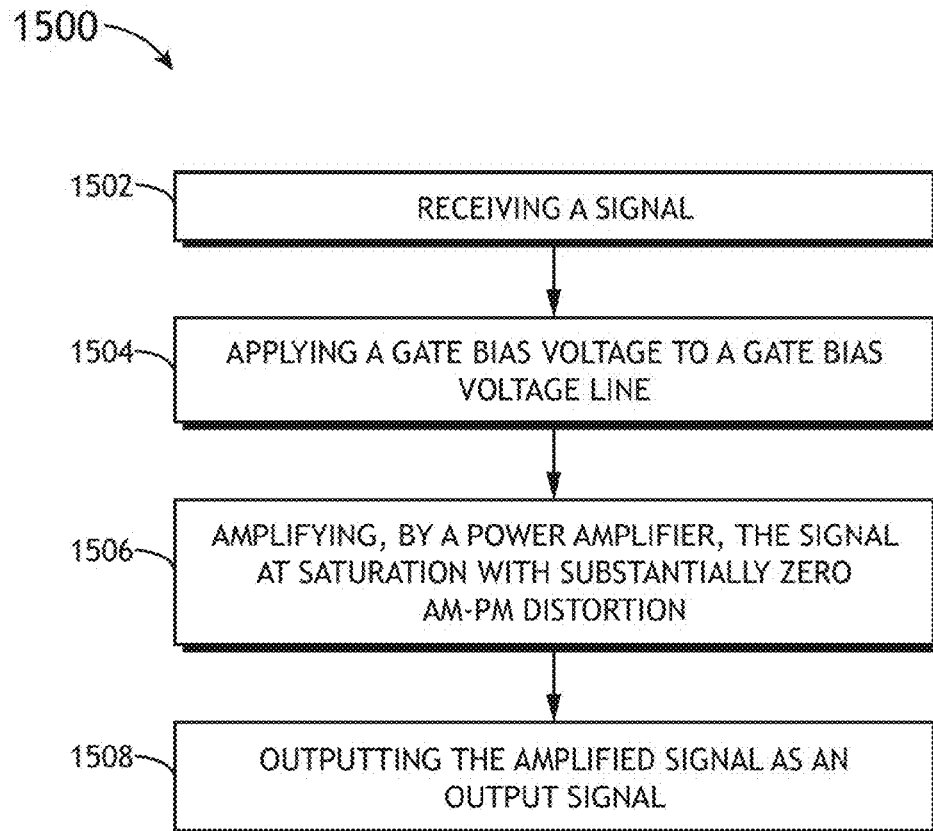 1500
1502
RECEIVING A SIGNAL
1504
APPLYING A GATE BIAS VOLTAGE TO A GATE BIAS
VOLTAGE LINE
1506
AMPLIFYING, BY A POWER AMPLIFIER, THE SIGNAL
AT SATURATION WITH SUBSTANTIALLY ZERO
AM-PM DISTORTION
1508
OUTPUTTING THE AMPLIFIED SIGNAL AS AN
OUTPUT SIGNAL